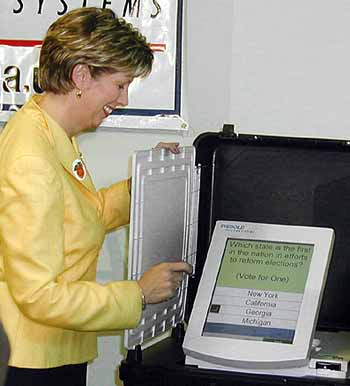 SYSTEMS
a.u
DIEBOLD
Which state is the first
in the nation in efforts
to reform elections?
(Vote for One)
New York
California
Georgia
Michigan